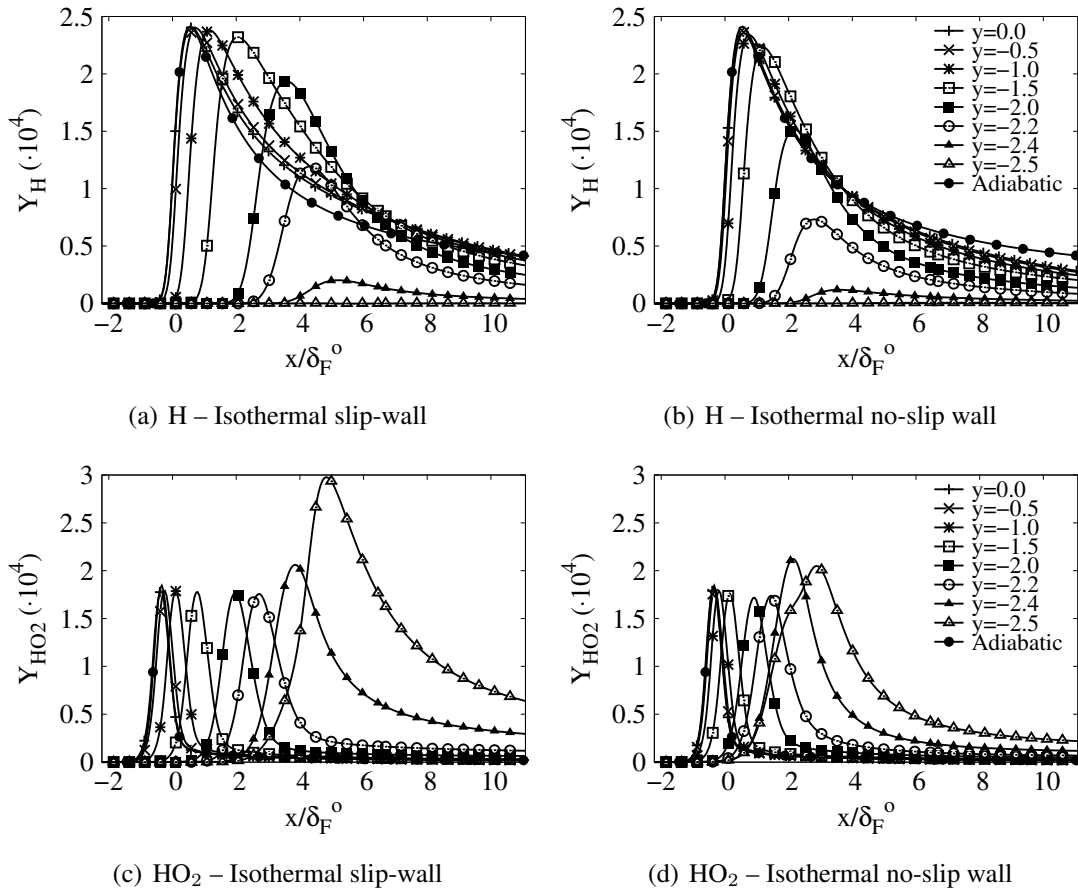 2.5
2
1.5
1
0.5
0
Y_H (·10^4)
−2 0 2 4 6 8 10
x/δ_F^o
(a) H – Isothermal slip-wall
2.5
2
1.5
1
0.5
0
Y_H (·10^4)
y=0.0
y=−0.5
y=−1.0
y=−1.5
y=−2.0
y=−2.2
y=−2.4
y=−2.5
Adiabatic
−2 0 2 4 6 8 10
x/δ_F^o
(b) H – Isothermal no-slip wall
3
2.5
2
1.5
1
0.5
0
Y_HO2 (·10^4)
−2 0 2 4 6 8 10
x/δ_F^o
(c) HO₂ – Isothermal slip-wall
3
2.5
2
1.5
1
0.5
0
Y_HO2 (·10^4)
y=0.0
y=−0.5
y=−1.0
y=−1.5
y=−2.0
y=−2.2
y=−2.4
y=−2.5
Adiabatic
−2 0 2 4 6 8 10
x/δ_F^o
(d) HO₂ – Isothermal no-slip wall